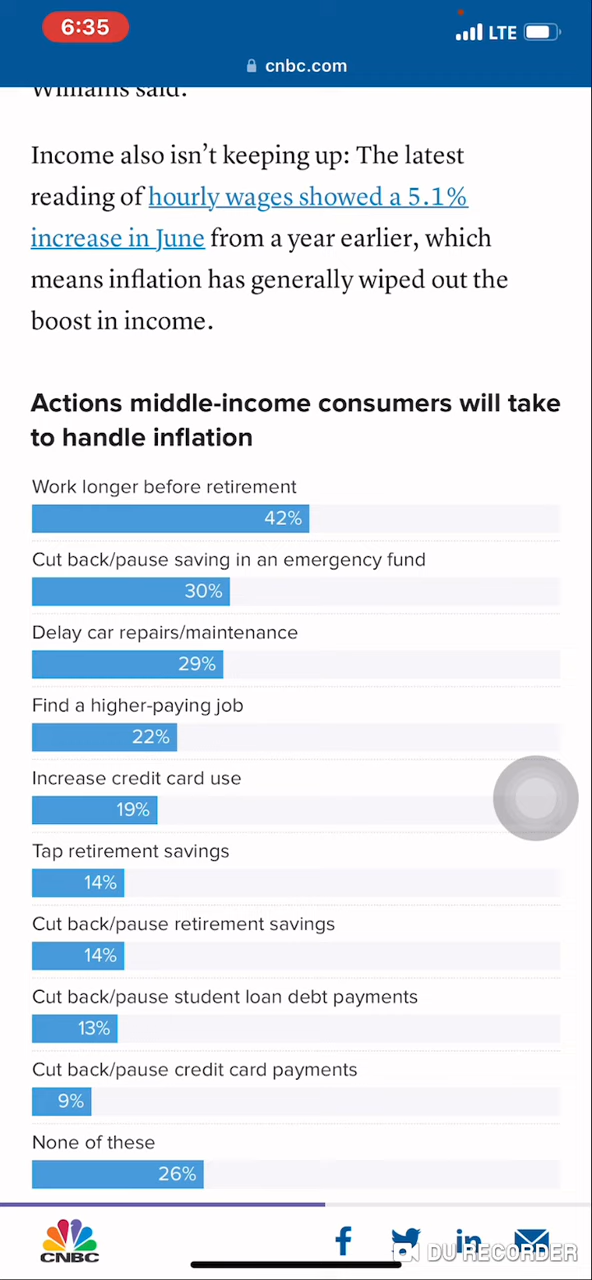 6:35
LTE
cnbc.com
Williams said.
Income also isn't keeping up: The latest
reading of hourly wages showed a 5.1%
increase in June from a year earlier, which
means inflation has generally wiped out the
boost in income.
Actions middle-income consumers will take
to handle inflation
Work longer before retirement
42%
Cut back/pause saving in an emergency fund
30%
Delay car repairs/maintenance
29%
Find a higher-paying job
22%
Increase credit card use
19%
Tap retirement savings
14%
Cut back/pause retirement savings
14%
Cut back/pause student loan debt payments
13%
Cut back/pause credit card payments
9%
None of these
26%
CNBC
DU RECORDER